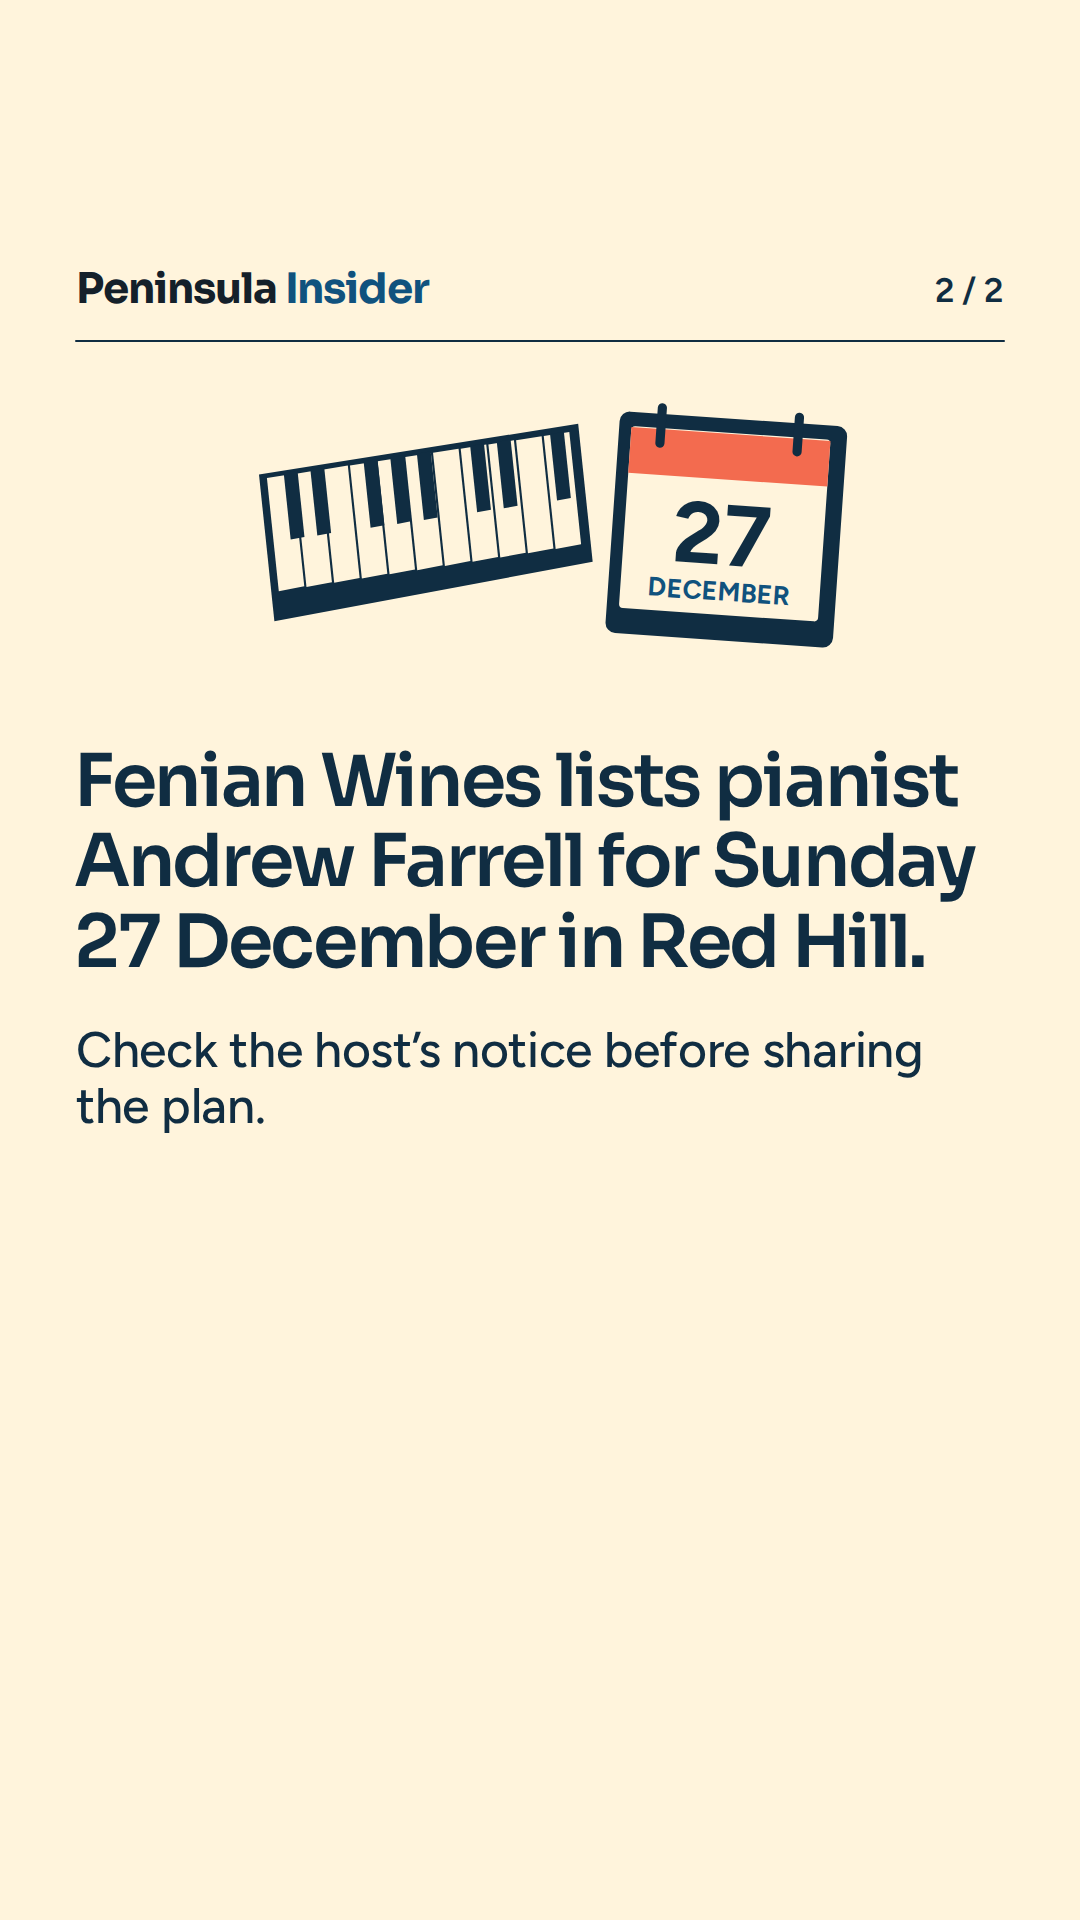 Peninsula Insider
2 / 2
27
DECEMBER
Fenian Wines lists pianist
Andrew Farrell for Sunday
27 December in Red Hill.
Check the host’s notice before sharing
the plan.